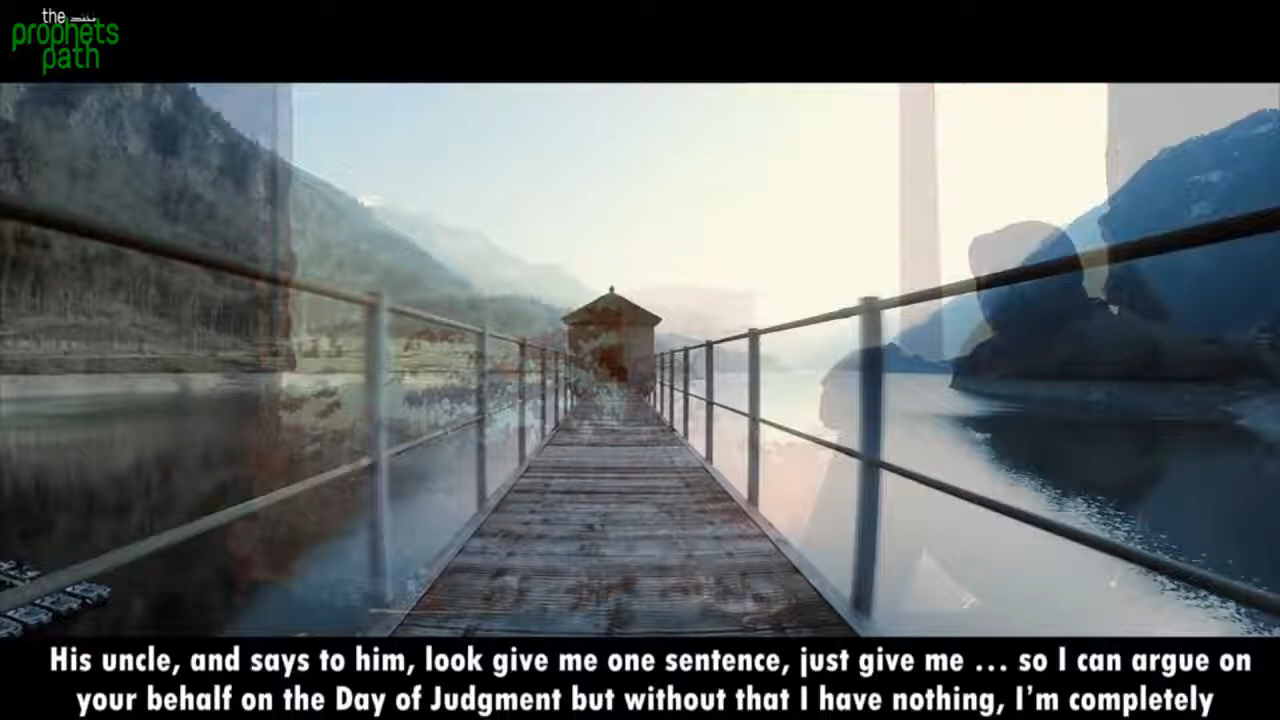 the
prophets
path
His uncle, and says to him, look give me one sentence, just give me ... so I can argue on
your behalf on the Day of Judgment but without that I have nothing, I'm completely